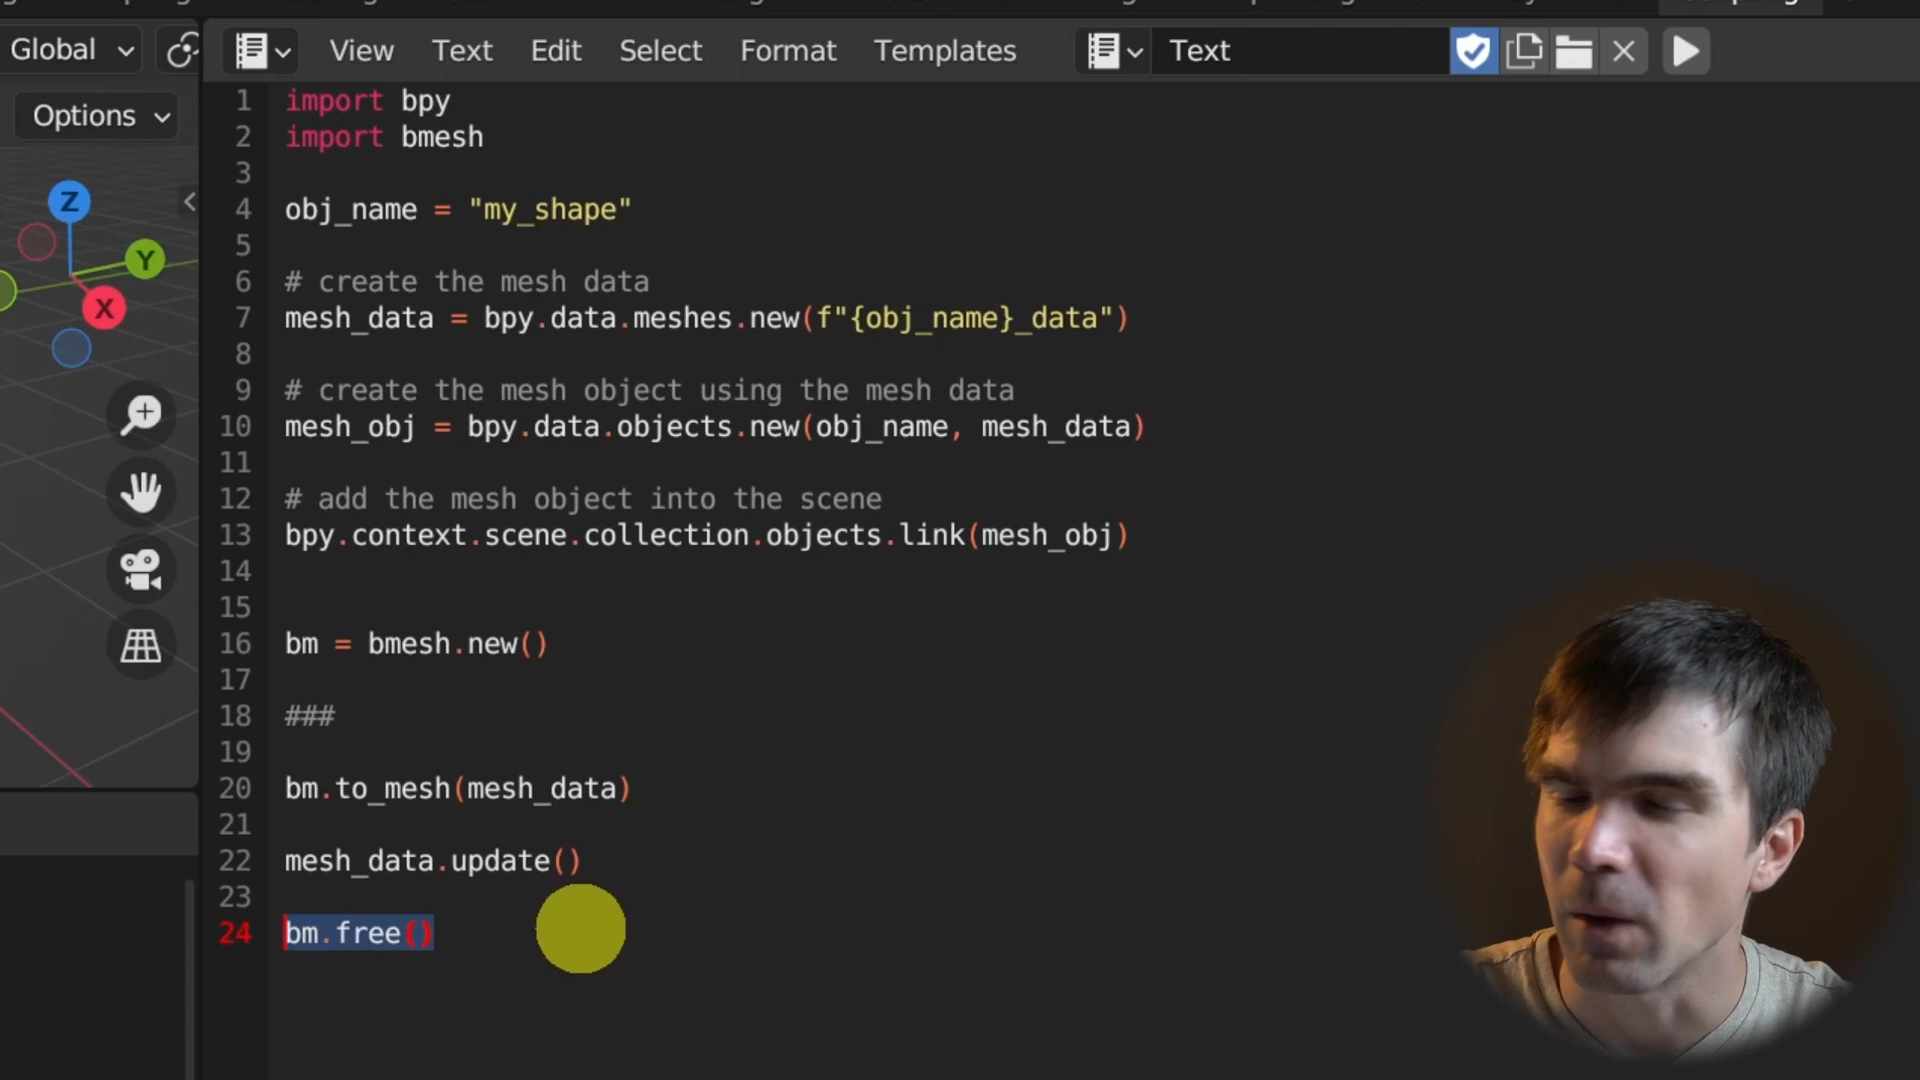 Global
View Text Edit Select Format Templates
Text
Options
Z
Y
X
1 import bpy
2 import bmesh
3
4 obj_name = "my_shape"
5
6 # create the mesh data
7 mesh_data = bpy.data.meshes.new(f"{obj_name}_data")
8
9 # create the mesh object using the mesh data
10 mesh_obj = bpy.data.objects.new(obj_name, mesh_data)
11
12 # add the mesh object into the scene
13 bpy.context.scene.collection.objects.link(mesh_obj)
14
15
16 bm = bmesh.new()
17
18 ###
19
20 bm.to_mesh(mesh_data)
21
22 mesh_data.update()
23
24 bm.free()